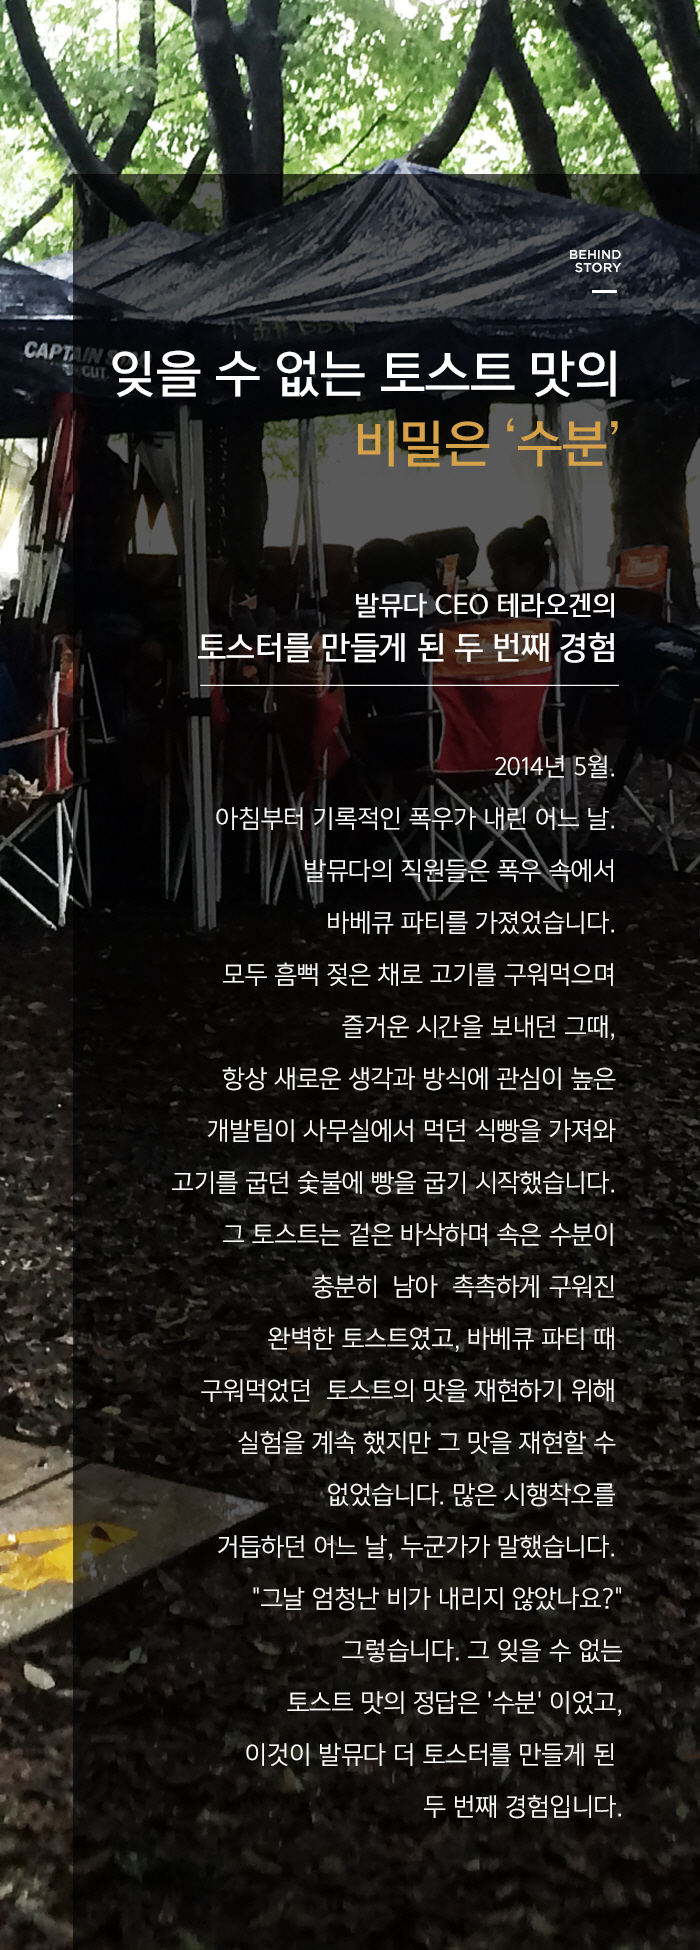 BEHIND
STORY
CAPTAIN S
CUT.
잊을 수 없는 토스트 맛의
비밀은 ‘수분’
발뮤다 CEO 테라오겐의
토스터를 만들게 된 두 번째 경험
2014년 5월.
아침부터 기록적인 폭우가 내린 어느 날.
발뮤다의 직원들은 폭우 속에서
바베큐 파티를 가졌었습니다.
모두 흠뻑 젖은 채로 고기를 구워먹으며
즐거운 시간을 보내던 그때,
항상 새로운 생각과 방식에 관심이 높은
개발팀이 사무실에서 먹던 식빵을 가져와
고기를 굽던 숯불에 빵을 굽기 시작했습니다.
그 토스트는 겉은 바삭하며 속은 수분이
충분히 남아 촉촉하게 구워진
완벽한 토스트였고, 바베큐 파티 때
구워먹었던 토스트의 맛을 재현하기 위해
실험을 계속 했지만 그 맛을 재현할 수
없었습니다. 많은 시행착오를
거듭하던 어느 날, 누군가가 말했습니다.
"그날 엄청난 비가 내리지 않았나요?"
그렇습니다. 그 잊을 수 없는
토스트 맛의 정답은 '수분' 이었고,
이것이 발뮤다 더 토스터를 만들게 된
두 번째 경험입니다.